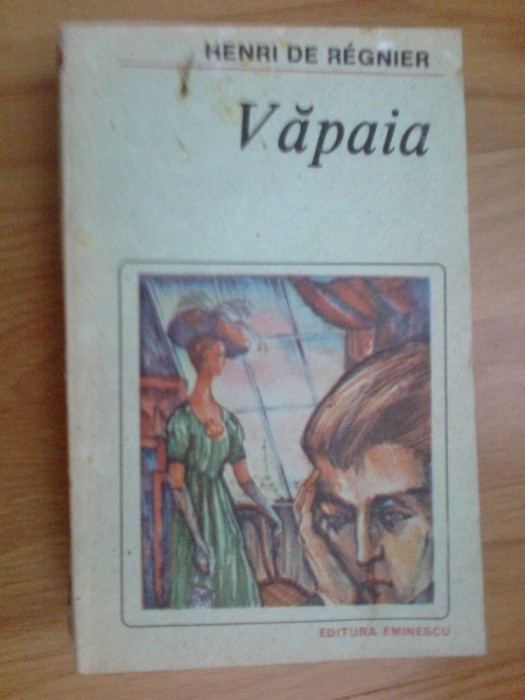 HENRI DE RÉGNIER
Văpaia
EDITURA EMINESCU